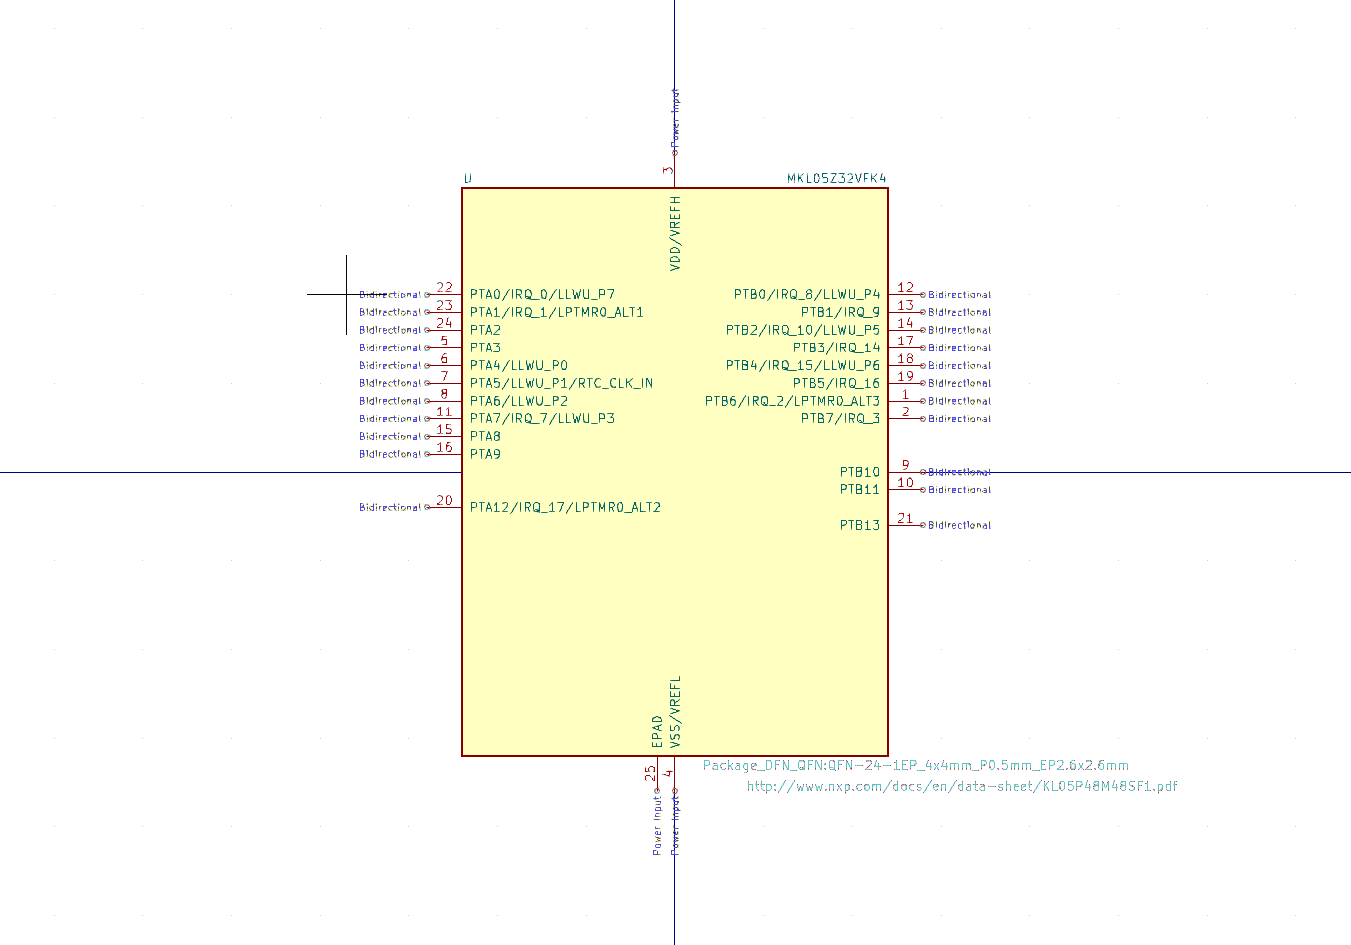 Power Input
3
U MKL05Z32VFK4
VDD/VREFH
Bidirectional 22 PTA0/IRQ_0/LLWU_P7 PTB0/IRQ_8/LLWU_P4 12 Bidirectional
Bidirectional 23 PTA1/IRQ_1/LPTMR0_ALT1 PTB1/IRQ_9 13 Bidirectional
Bidirectional 24 PTA2 PTB2/IRQ_10/LLWU_P5 14 Bidirectional
Bidirectional 5 PTA3 PTB3/IRQ_14 17 Bidirectional
Bidirectional 6 PTA4/LLWU_P0 PTB4/IRQ_15/LLWU_P6 18 Bidirectional
Bidirectional 7 PTA5/LLWU_P1/RTC_CLK_IN PTB5/IRQ_16 19 Bidirectional
Bidirectional 8 PTA6/LLWU_P2 PTB6/IRQ_2/LPTMR0_ALT3 1 Bidirectional
Bidirectional 11 PTA7/IRQ_7/LLWU_P3 PTB7/IRQ_3 2 Bidirectional
Bidirectional 15 PTA8
Bidirectional 16 PTA9
PTB10 9 Bidirectional
PTB11 10 Bidirectional
Bidirectional 20 PTA12/IRQ_17/LPTMR0_ALT2
PTB13 21 Bidirectional
EPAD VSS/VREFL
25 4
Package_DFN_QFN:QFN-24-1EP_4x4mm_P0.5mm_EP2.6x2.6mm
http://www.nxp.com/docs/en/data-sheet/KL05P48M48SF1.pdf
Power Input Power Input